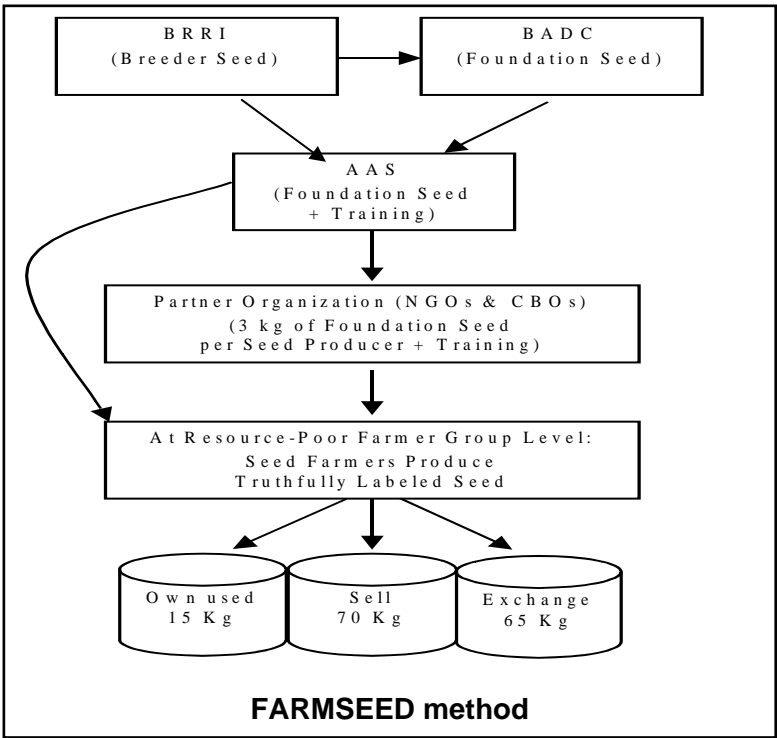 BRRI
(Breeder Seed)
BADC
(Foundation Seed)
AAS
(Foundation Seed
+ Training)
Partner Organization (NGOs & CBOs)
(3 kg of Foundation Seed
per Seed Producer + Training)
At Resource-Poor Farmer Group Level:
Seed Farmers Produce
Truthfully Labeled Seed
Own used
15 Kg
Sell
70 Kg
Exchange
65 Kg
FARMSEED method